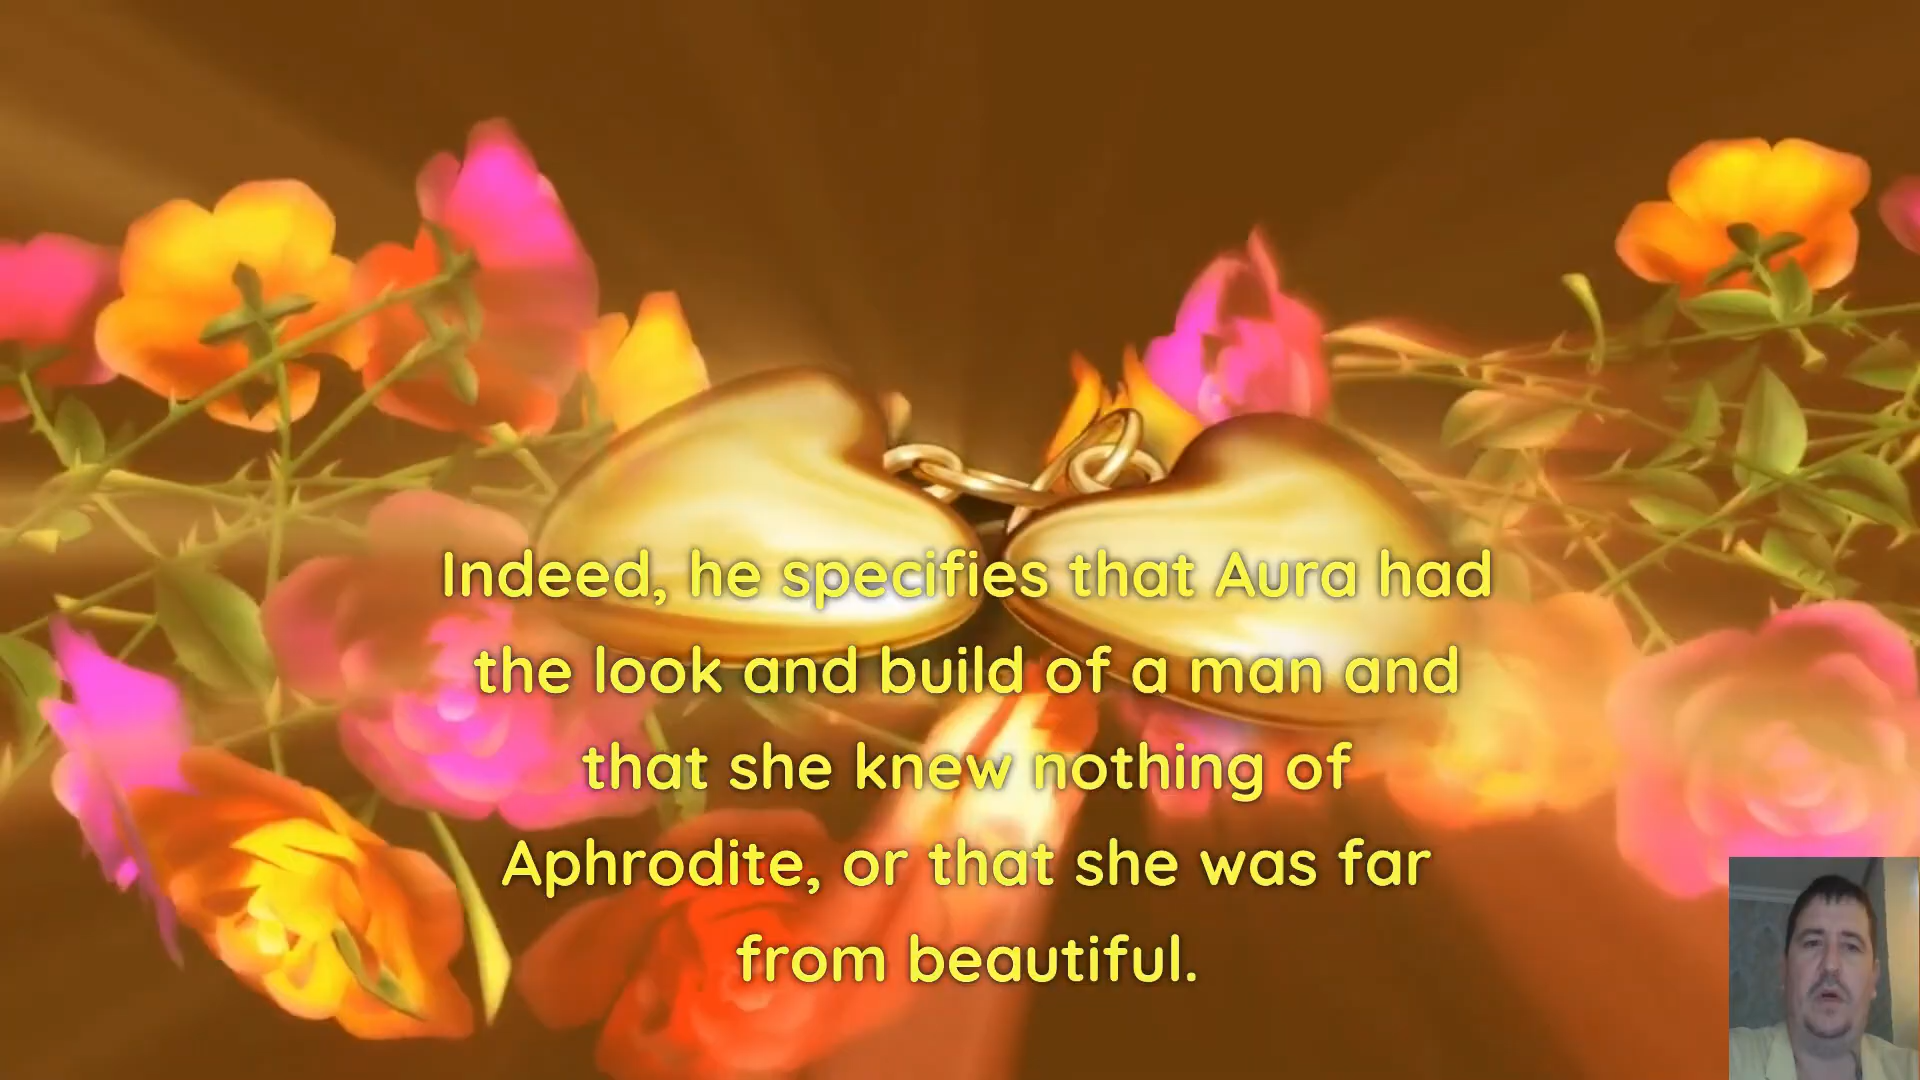 Indeed, he specifies that Aura had
the look and build of a man and
that she knew nothing of
Aphrodite, or that she was far
from beautiful.